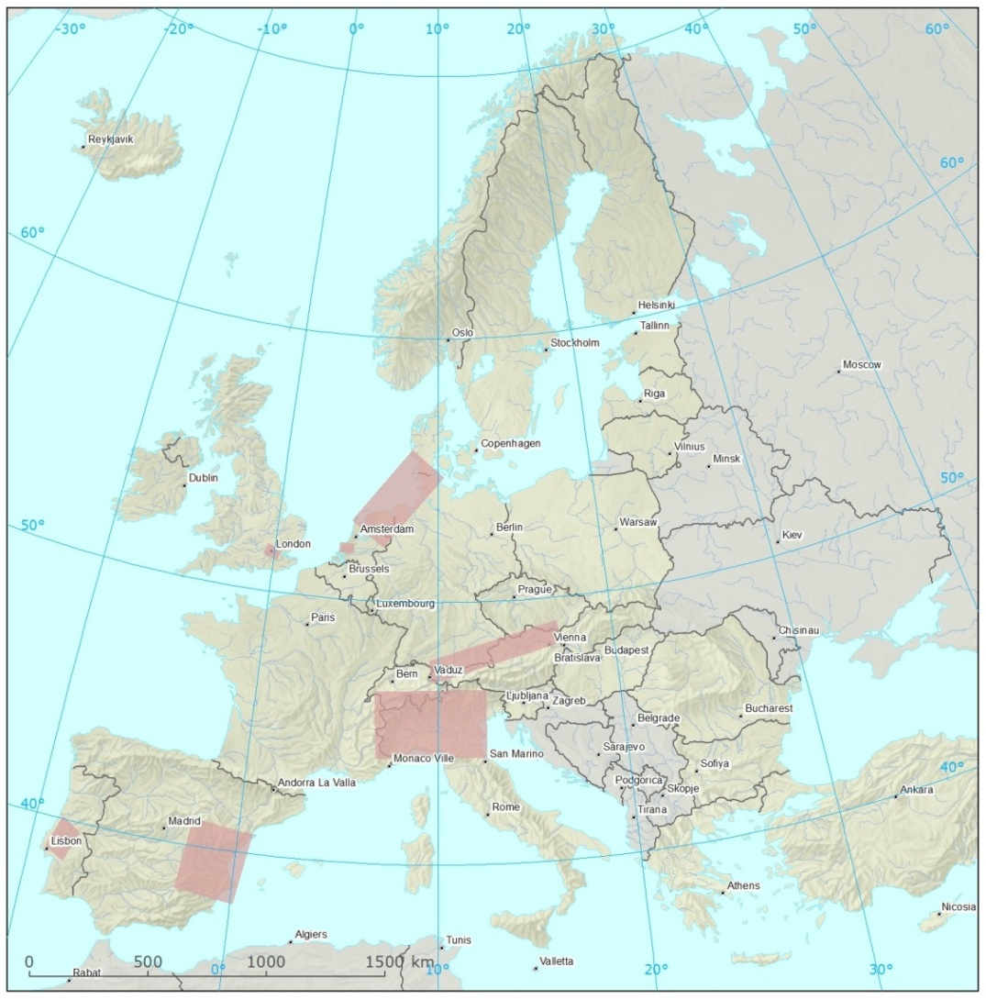 -30° -20° -10° 0° 10° 20° 30° 40° 50° 60°
Reykjavik
60°
60°
Helsinki
Oslo
Tallinn
Stockholm
Moscow
Riga
Copenhagen
Vilnius
Minsk
Dublin
50°
50°
Warsaw
Berlin
Amsterdam
Kiev
London
Brussels
Prague
Luxembourg
Paris
Chisinau
Vienna
Budapest
Bratislava
Bern
Vaduz
Ljubljana
Zagreb
Bucharest
Belgrade
Sarajevo
San Marino
Monaco Ville
Sofiya
40°
Podgorica
Andorra La Valla
Skopje
Ankara
40°
Rome
Tirana
Madrid
Lisbon
Athens
Nicosia
Algiers
Tunis
0 500 1000 1500 km
Valletta
Rabat
0° 10° 20° 30°